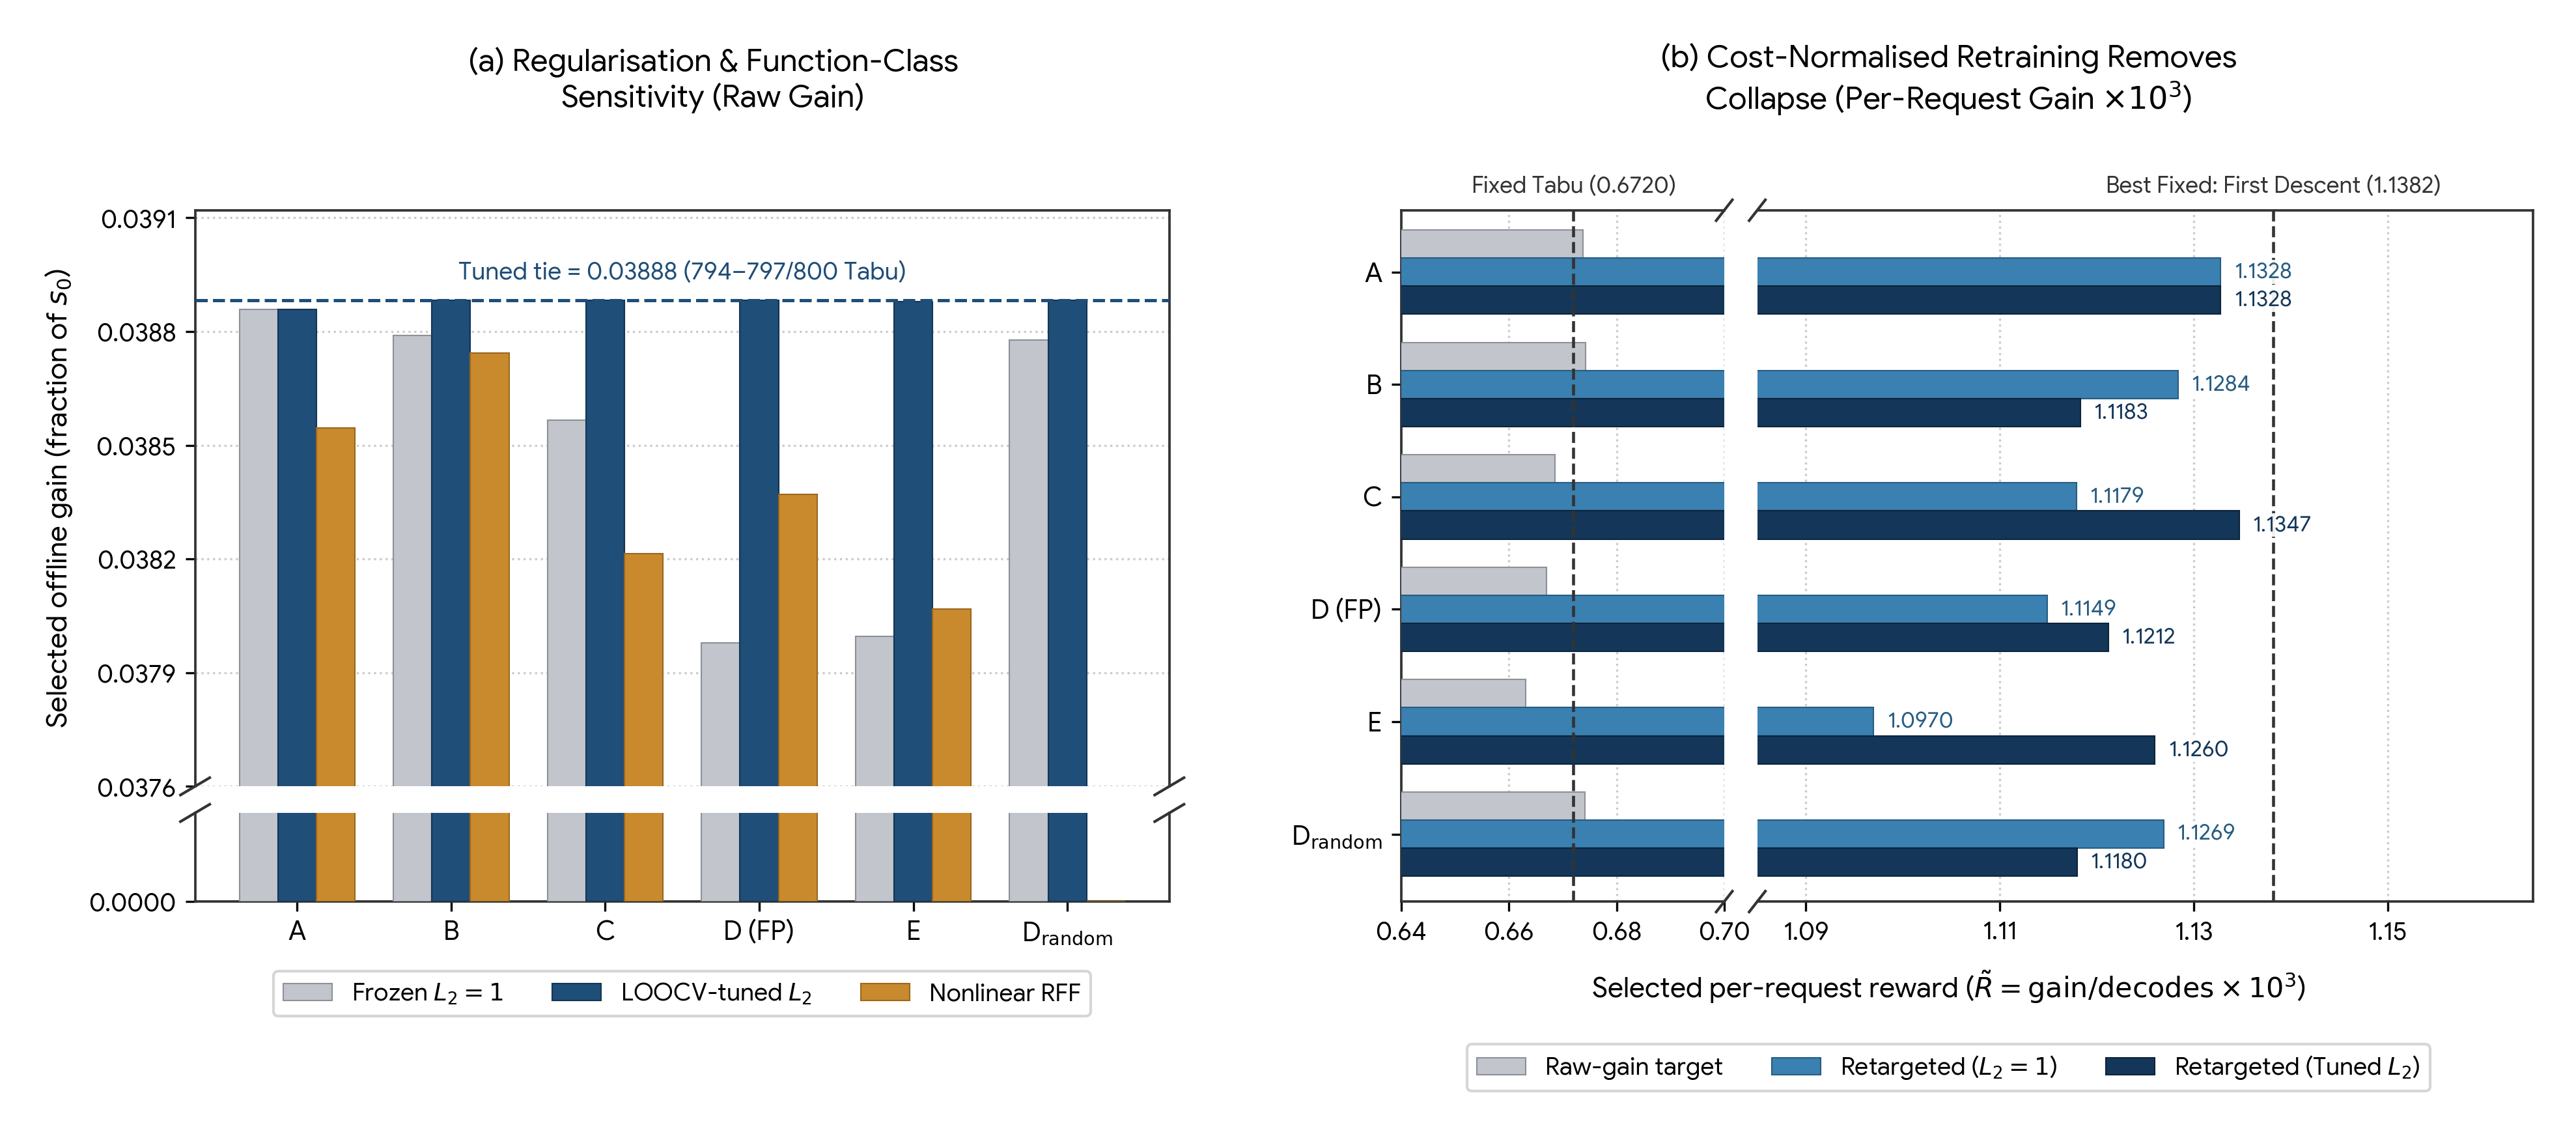 (a) Regularisation & Function-Class
Sensitivity (Raw Gain)
Selected offline gain (fraction of s₀)
0.0391
0.0388
0.0385
0.0382
0.0379
0.0376
0.0000
Tuned tie = 0.03888 (794–797/800 Tabu)
A
B
C
D (FP)
E
D_random
Frozen L₂ = 1
LOOCV-tuned L₂
Nonlinear RFF
(b) Cost-Normalised Retraining Removes
Collapse (Per-Request Gain ×10³)
Fixed Tabu (0.6720)
Best Fixed: First Descent (1.1382)
A
1.1328
1.1328
B
1.1284
1.1183
C
1.1179
1.1347
D (FP)
1.1149
1.1212
E
1.0970
1.1260
D_random
1.1269
1.1180
0.64
0.66
0.68
0.70
1.09
1.11
1.13
1.15
Selected per-request reward (R̃ = gain/decodes × 10³)
Raw-gain target
Retargeted (L₂ = 1)
Retargeted (Tuned L₂)